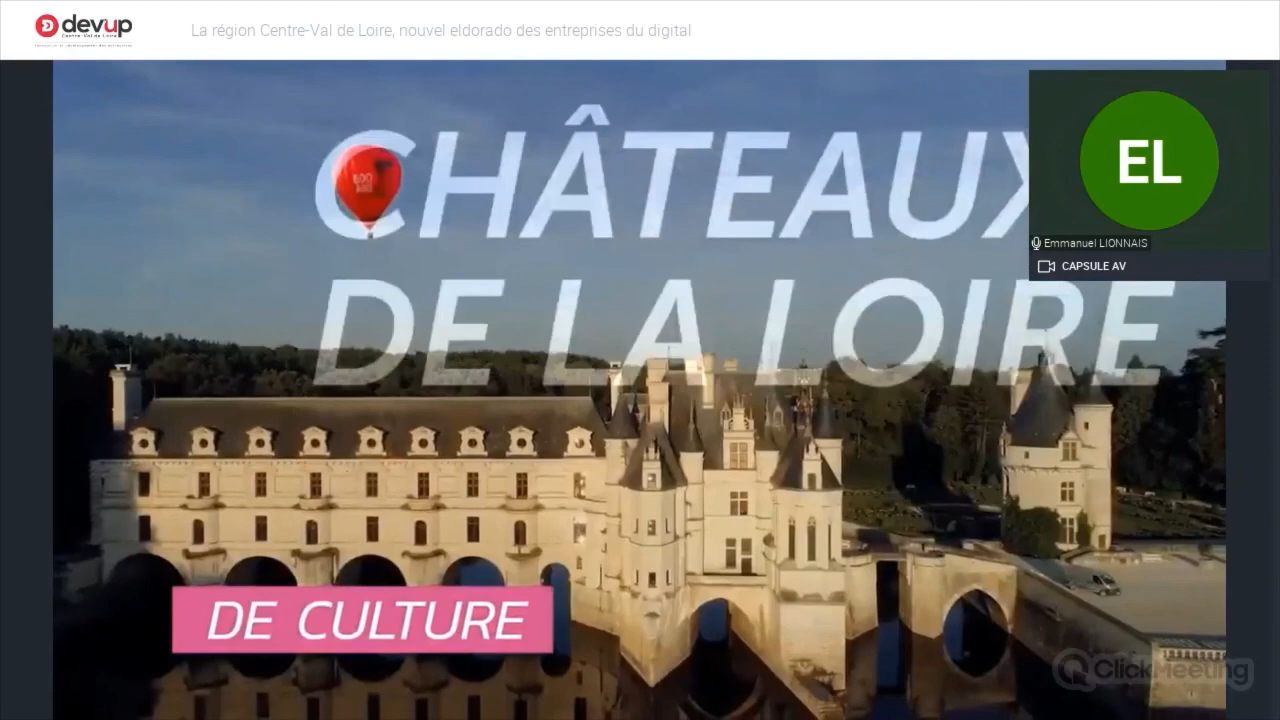 devup
Centre-Val de Loire
La région Centre-Val de Loire, nouvel eldorado des entreprises du digital
CHÂTEAUX
DE LA LOIRE
EL
Emmanuel LIONNAIS
CAPSULE AV
DE CULTURE
ClickMeeting